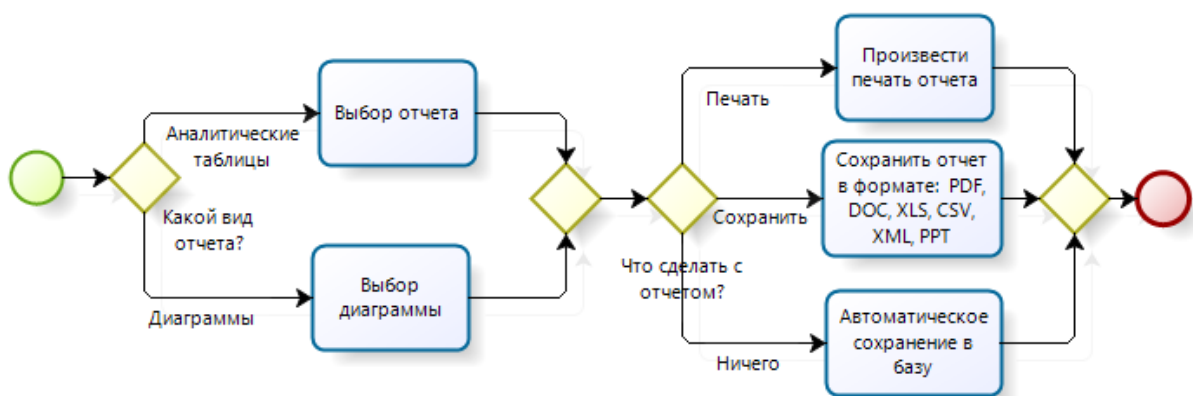 Выбор отчета
Аналитические
таблицы
Какой вид
отчета?
Выбор
диаграммы
Диаграммы
Произвести
печать отчета
Печать
Сохранить отчет
в формате: PDF,
DOC, XLS, CSV,
XML, PPT
Сохранить
Что сделать с
отчетом?
Автоматическое
сохранение в
базу
Ничего